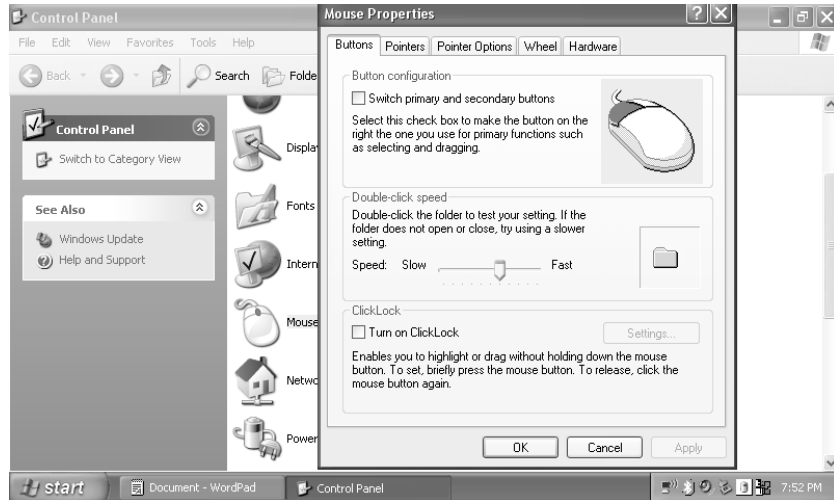 Control Panel
File Edit View Favorites Tools Help
Back Search Folde
Control Panel
Switch to Category View
See Also
Windows Update
Help and Support
Display
Fonts
Intern
Mouse
Netwo
Power
Mouse Properties
Buttons Pointers Pointer Options Wheel Hardware
Button configuration
Switch primary and secondary buttons
Select this check box to make the button on the
right the one you use for primary functions such
as selecting and dragging.
Double-click speed
Double-click the folder to test your setting. If the
folder does not open or close, try using a slower
setting.
Speed: Slow Fast
ClickLock
Turn on ClickLock
Settings...
Enables you to highlight or drag without holding down the mouse
button. To set, briefly press the mouse button. To release, click the
mouse button again.
OK Cancel Apply
start Document - WordPad Control Panel 7:52 PM